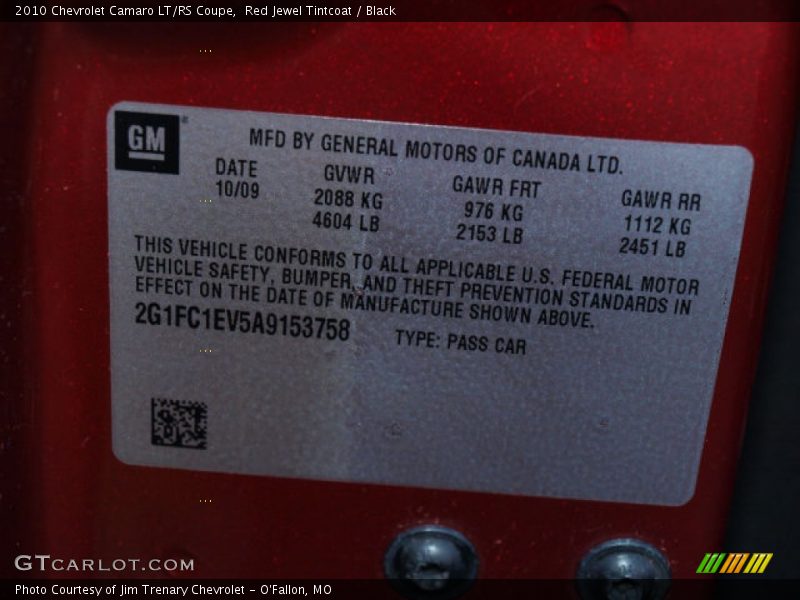 2010 Chevrolet Camaro LT/RS Coupe,  Red Jewel Tintcoat / Black
GM
MFD BY GENERAL MOTORS OF CANADA LTD.
DATE GVWR GAWR FRT GAWR RR
10/09 2088 KG 976 KG 1112 KG
4604 LB 2153 LB 2451 LB
THIS VEHICLE CONFORMS TO ALL APPLICABLE U.S. FEDERAL MOTOR
VEHICLE SAFETY, BUMPER, AND THEFT PREVENTION STANDARDS IN
EFFECT ON THE DATE OF MANUFACTURE SHOWN ABOVE.
2G1FC1EV5A9153758 TYPE: PASS CAR
GTCARLOT.COM
Photo Courtesy of Jim Trenary Chevrolet - O'Fallon, MO